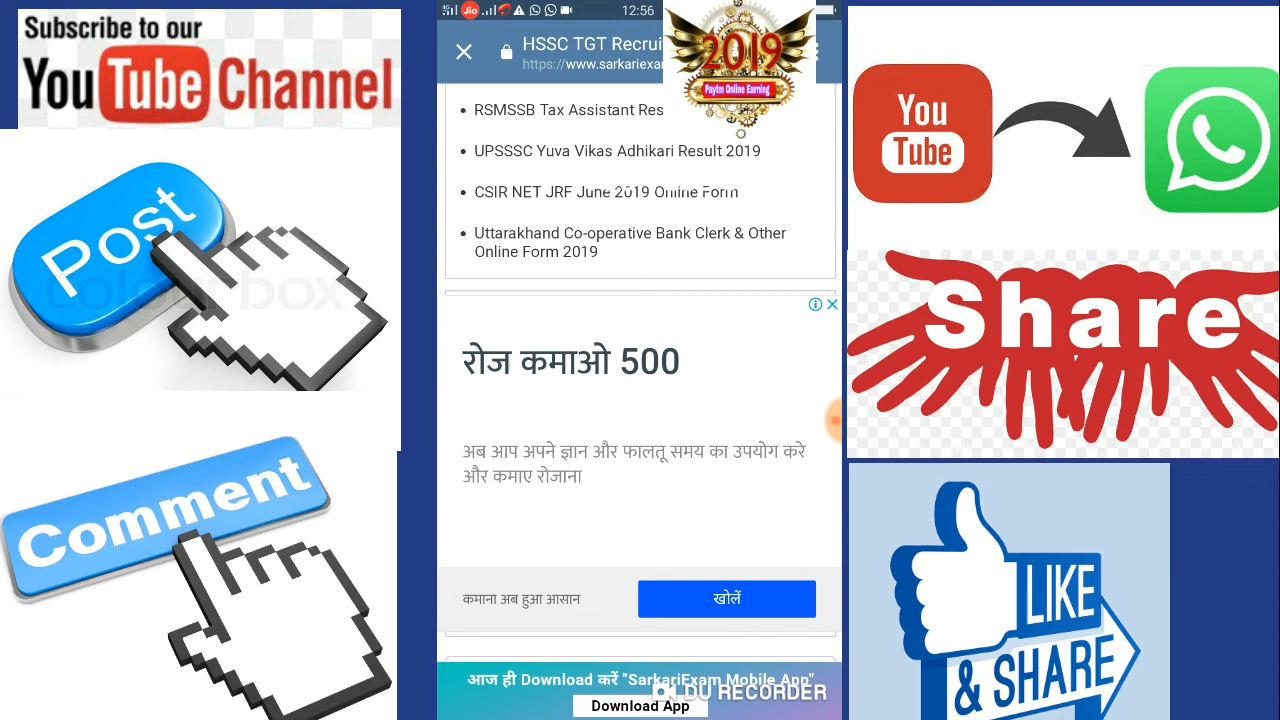 Subscribe to our
YouTube Channel
Post
colourbox
Comment
Jio
12:56
HSSC TGT Recrui
https://www.sarkariexa
2019
Paytm Online Earning
RSMSSB Tax Assistant Res
UPSSSC Yuva Vikas Adhikari Result 2019
CSIR NET JRF June 2019 Online Form
Uttarakhand Co-operative Bank Clerk & Other
Online Form 2019
रोज कमाओ 500
अब आप अपने ज्ञान और फालतू समय का उपयोग करे
और कमाए रोजाना
कमाना अब हुआ आसान
खोलें
आज ही Download करें "SarkariExam Mobile App"
DU RECORDER
Download App
You
Tube
Share
LIKE
& SHARE